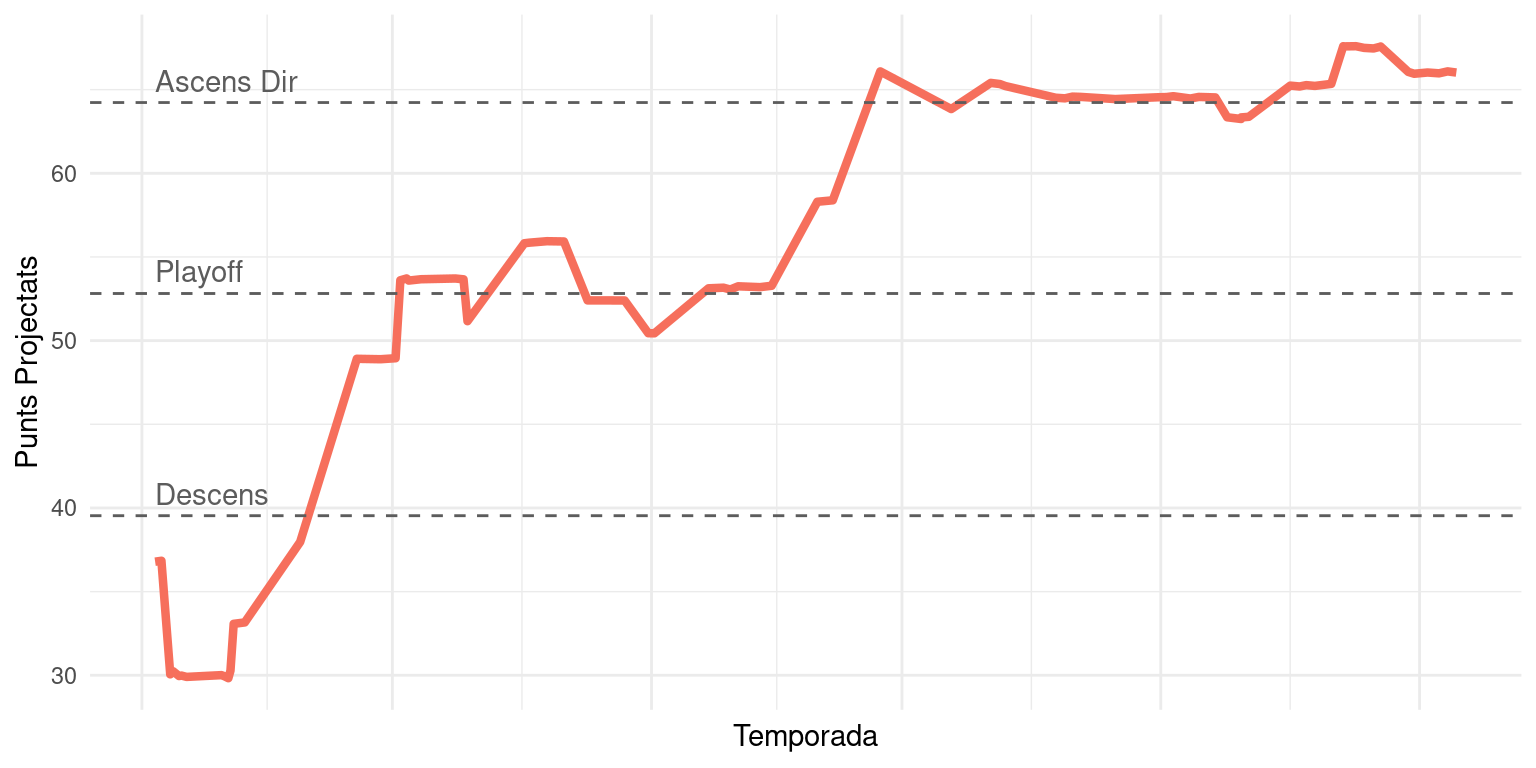 Ascens Dir
60
Playoff
50
Descens
40
30
Punts Projectats
Temporada